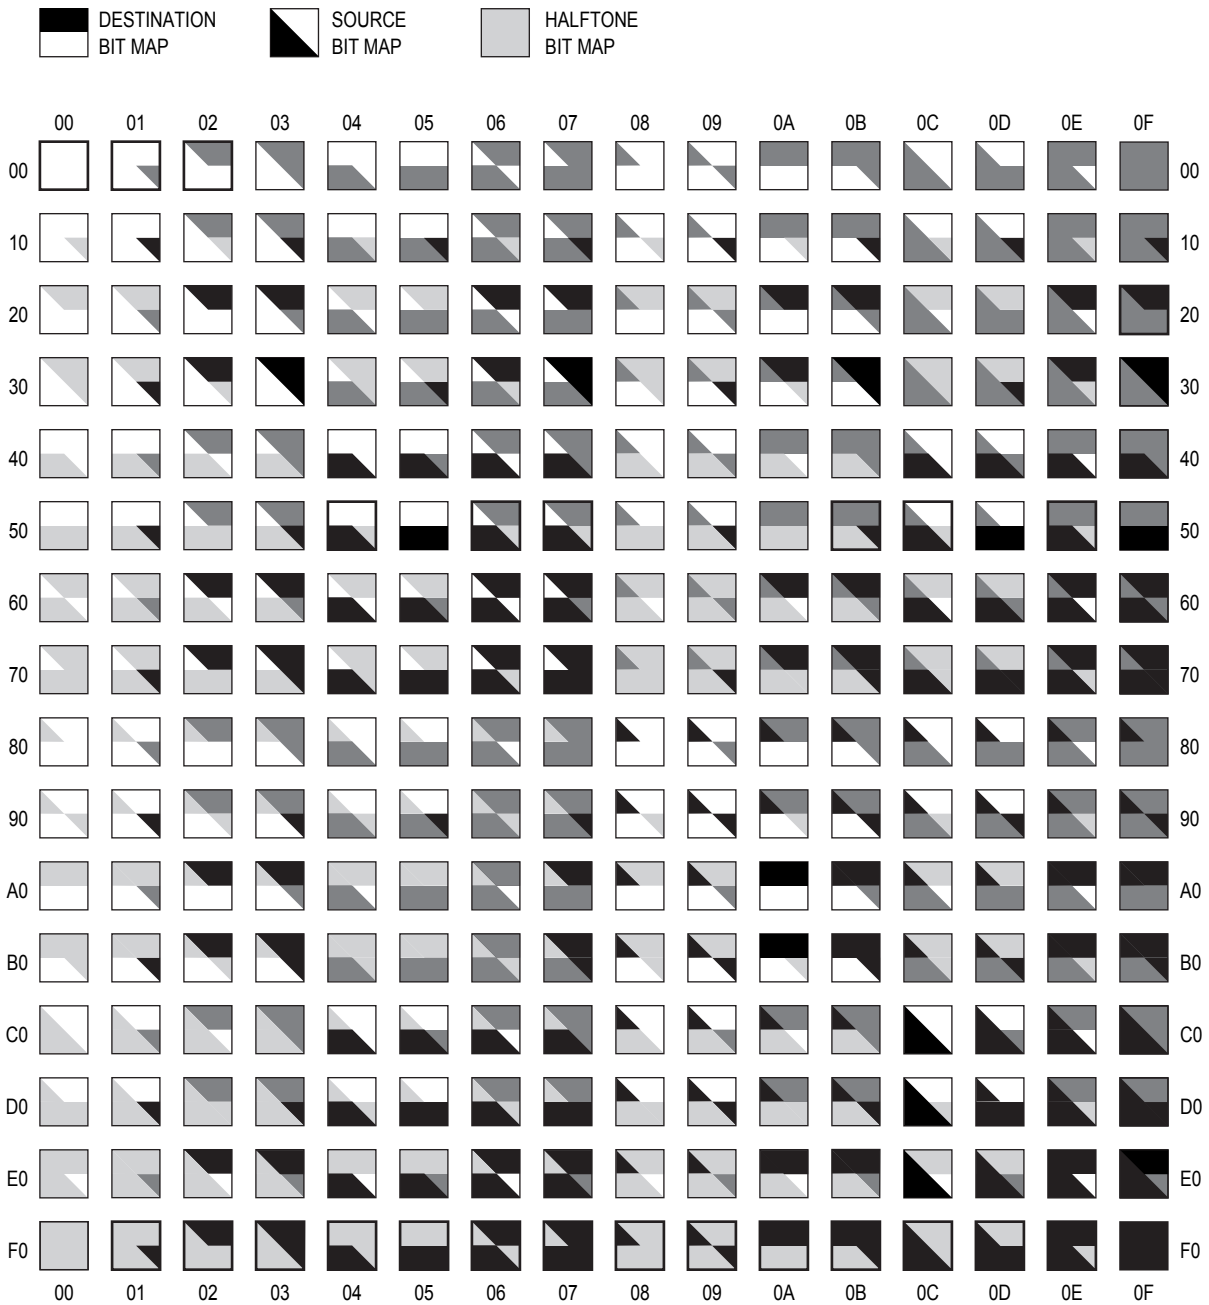 DESTINATION
BIT MAP
SOURCE
BIT MAP
HALFTONE
BIT MAP
00 01 02 03 04 05 06 07 08 09 0A 0B 0C 0D 0E 0F
00 00
10 10
20 20
30 30
40 40
50 50
60 60
70 70
80 80
90 90
A0 A0
B0 B0
C0 C0
D0 D0
E0 E0
F0 F0
00 01 02 03 04 05 06 07 08 09 0A 0B 0C 0D 0E 0F